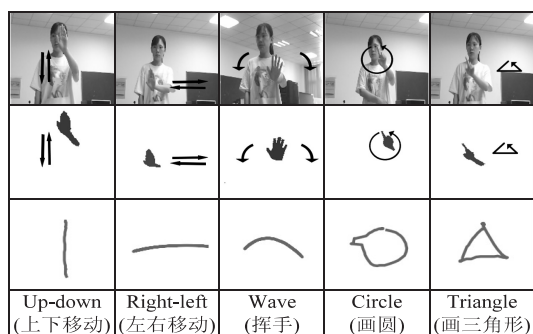 Up-down
(上下移动)
Right-left
(左右移动)
Wave
(挥手)
Circle
(画圆)
Triangle
(画三角形)